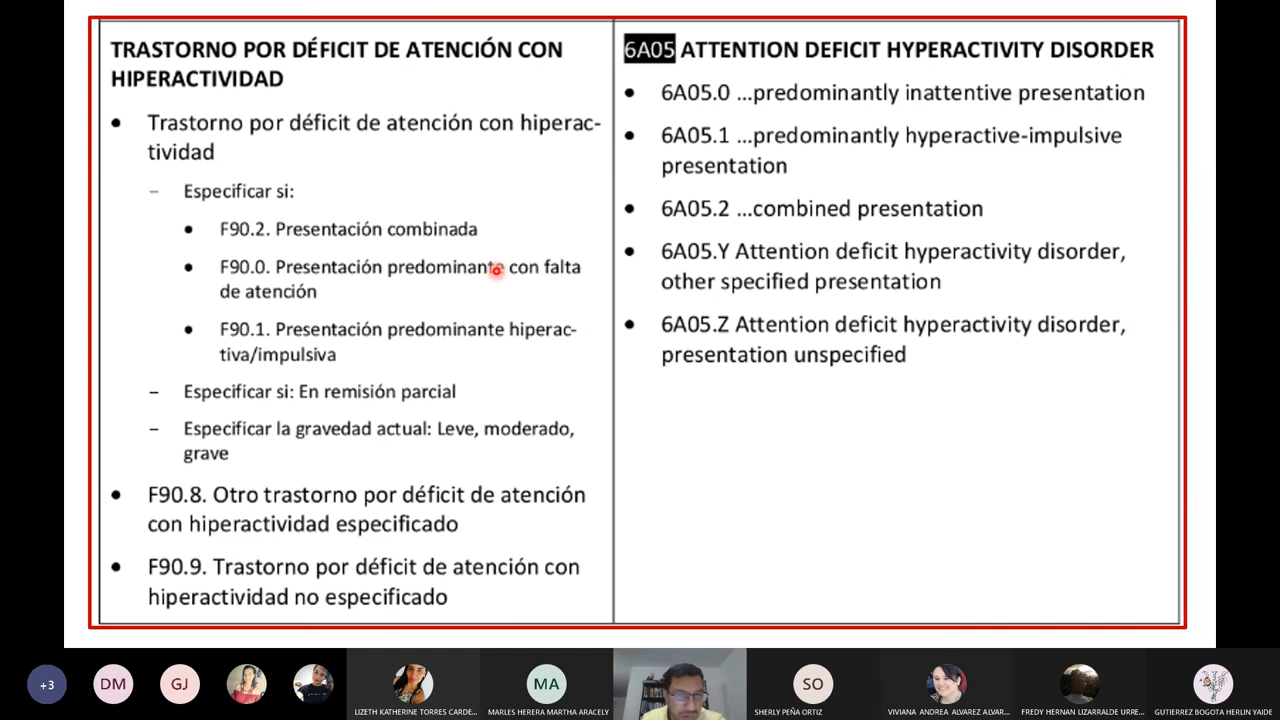 TRASTORNO POR DÉFICIT DE ATENCIÓN CON
HIPERACTIVIDAD
• Trastorno por déficit de atención con hiperac-
tividad
– Especificar si:
• F90.2. Presentación combinada
• F90.0. Presentación predominante con falta
de atención
• F90.1. Presentación predominante hiperac-
tiva/impulsiva
– Especificar si: En remisión parcial
– Especificar la gravedad actual: Leve, moderado,
grave
• F90.8. Otro trastorno por déficit de atención
con hiperactividad especificado
• F90.9. Trastorno por déficit de atención con
hiperactividad no especificado
6A05 ATTENTION DEFICIT HYPERACTIVITY DISORDER
• 6A05.0 ...predominantly inattentive presentation
• 6A05.1 ...predominantly hyperactive-impulsive
presentation
• 6A05.2 ...combined presentation
• 6A05.Y Attention deficit hyperactivity disorder,
other specified presentation
• 6A05.Z Attention deficit hyperactivity disorder,
presentation unspecified
+3
DM
GJ
LIZETH KATHERINE TORRES CARDE...
MA
MARLES HERERA MARTHA ARACELY
SO
SHERLY PEÑA ORTIZ
VIVIANA ANDREA ALVAREZ ALVAR...
FREDY HERNAN LIZARRALDE URRE...
GUTIERREZ BOGOTA HERLIN YAIDE